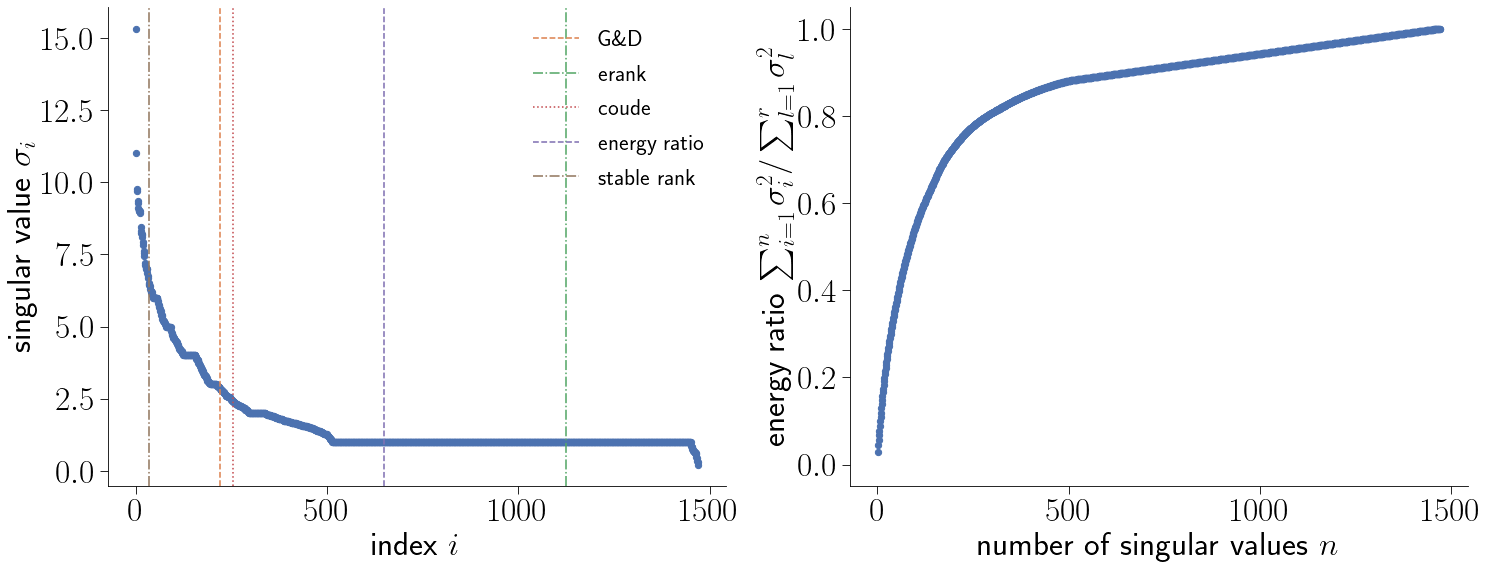 singular value σ_i
15.0
12.5
10.0
7.5
5.0
2.5
0.0
0
500
1000
1500
index i
G&D
erank
coude
energy ratio
stable rank
energy ratio ∑_{i=1}^{n} σ_i^2 / ∑_{l=1}^{r} σ_l^2
1.0
0.8
0.6
0.4
0.2
0.0
0
500
1000
1500
number of singular values n